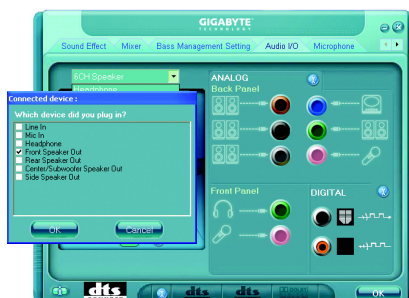 GIGABYTE
TECHNOLOGY
Sound Effect Mixer Bass Management Setting Audio I/O Microphone
6CH Speaker
Headphone
Connected device :
Which device did you plug in?
Line In
Mic In
Headphone
Front Speaker Out
Rear Speaker Out
Center/Subwoofer Speaker Out
Side Speaker Out
OK Cancel
ANALOG
Back Panel
Front Panel
DIGITAL
dts dts dts
OK